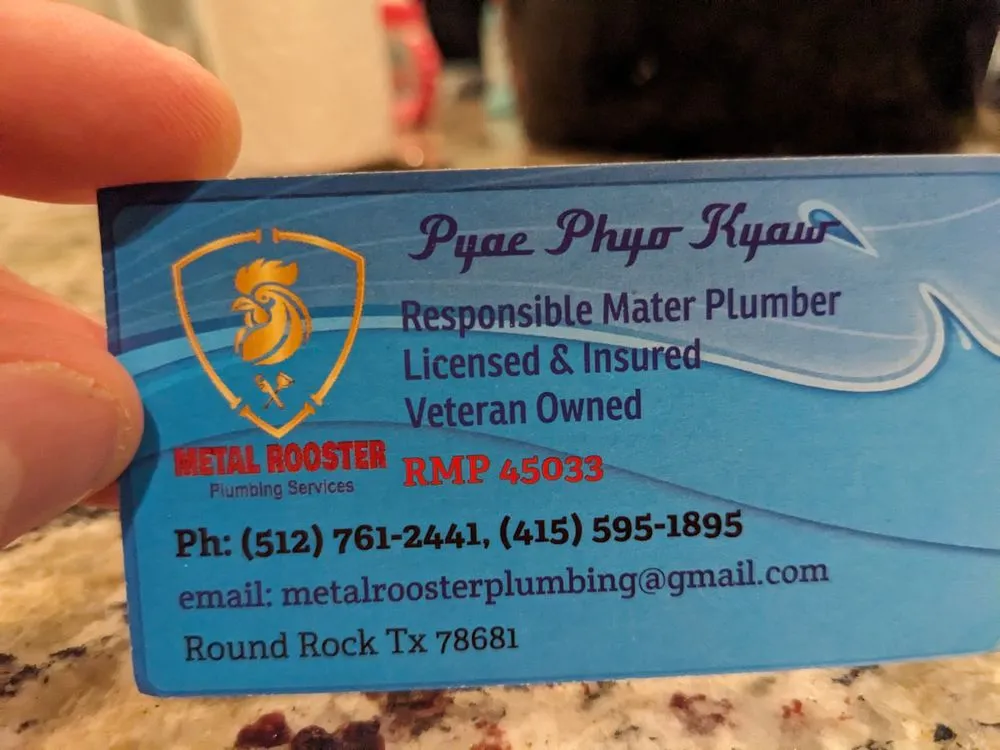 Pyae Phyo Kyaw
Responsible Mater Plumber
Licensed & Insured
Veteran Owned
RMP 45033
METAL ROOSTER
Plumbing Services
Ph: (512) 761-2441, (415) 595-1895
email: metalroosterplumbing@gmail.com
Round Rock Tx 78681